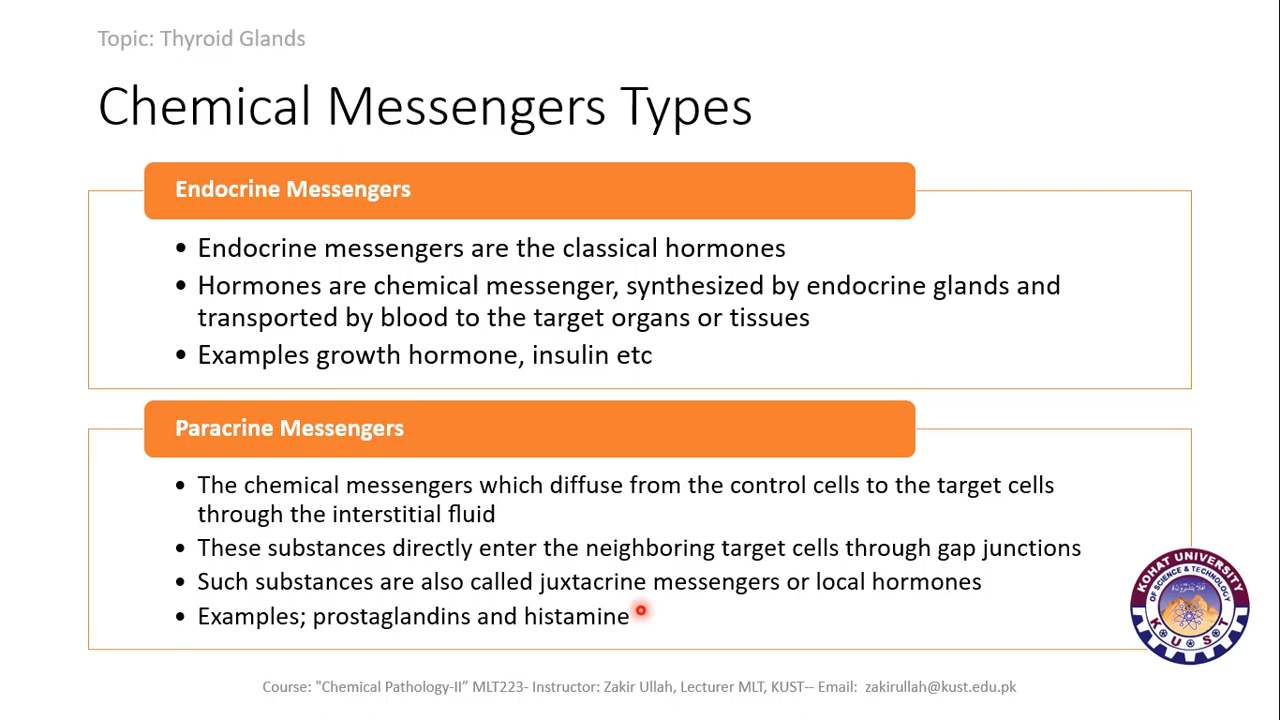 Topic: Thyroid Glands
Chemical Messengers Types
Endocrine Messengers
• Endocrine messengers are the classical hormones
• Hormones are chemical messenger, synthesized by endocrine glands and
transported by blood to the target organs or tissues
• Examples growth hormone, insulin etc
Paracrine Messengers
• The chemical messengers which diffuse from the control cells to the target cells
through the interstitial fluid
• These substances directly enter the neighboring target cells through gap junctions
• Such substances are also called juxtacrine messengers or local hormones
• Examples; prostaglandins and histamine
KOHAT UNIVERSITY
OF SCIENCE & TECHNOLOGY
K U S T
Course: "Chemical Pathology-II” MLT223- Instructor: Zakir Ullah, Lecturer MLT, KUST-- Email: zakirullah@kust.edu.pk